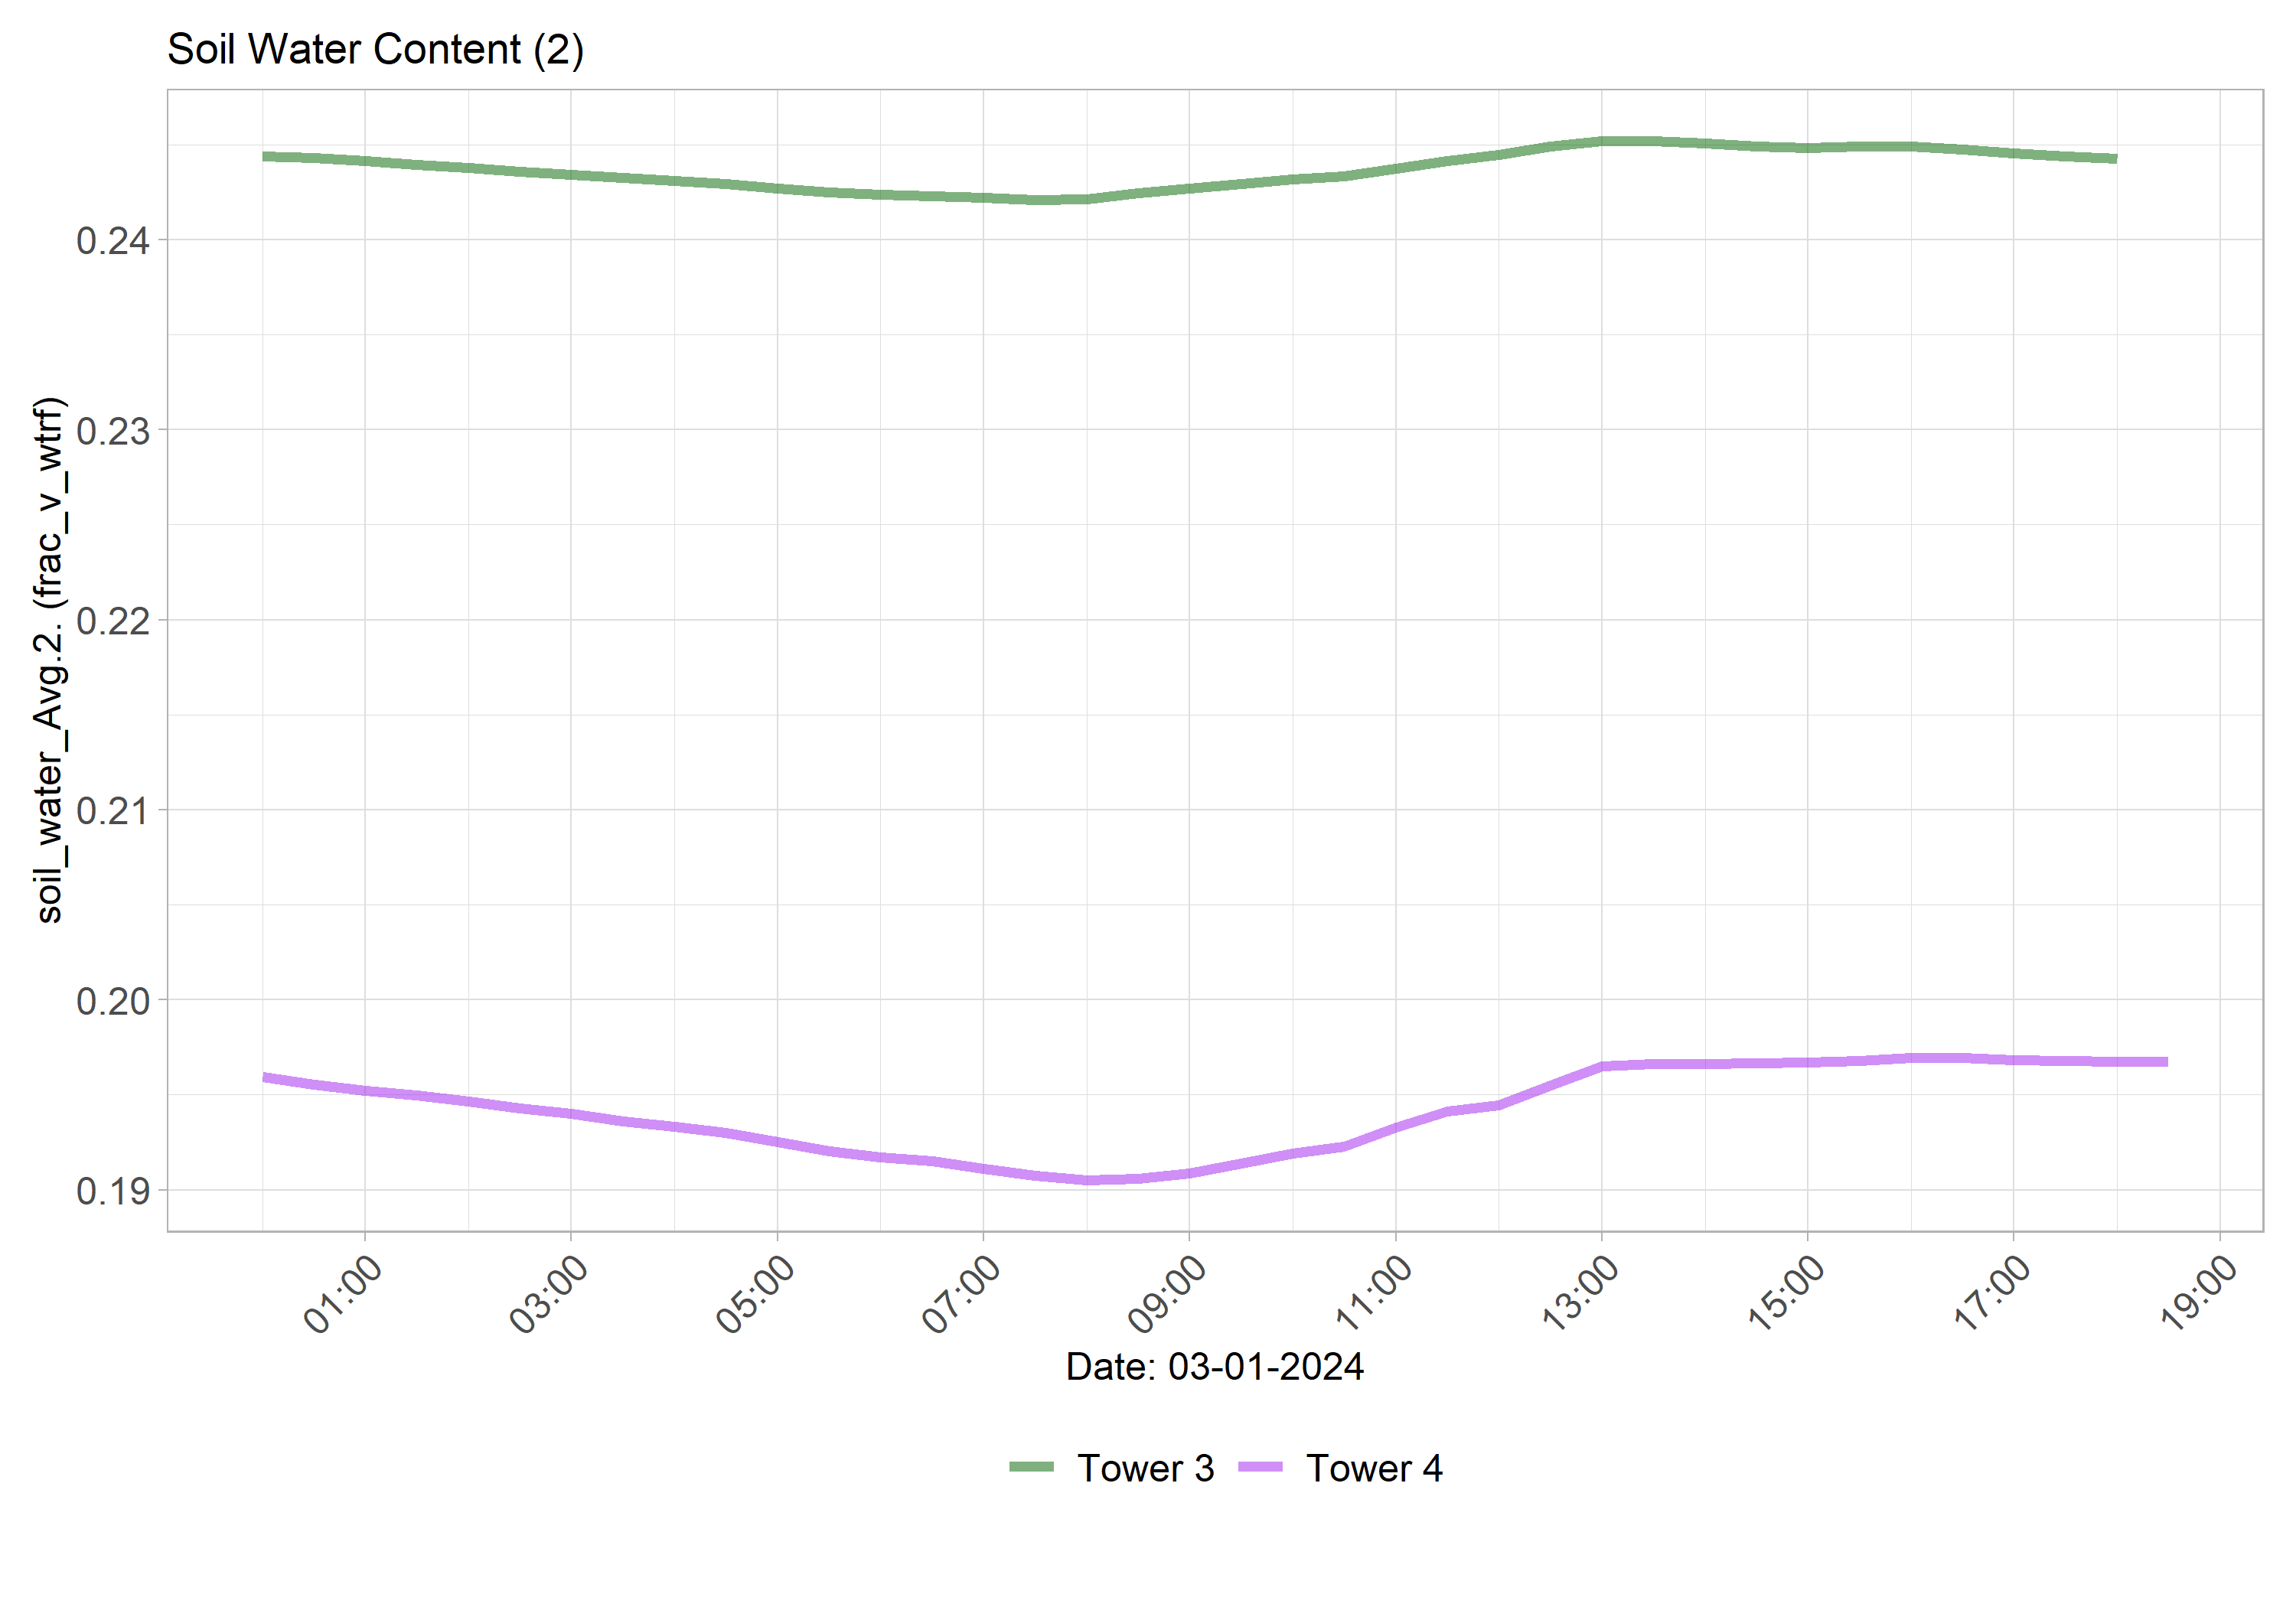 Soil Water Content (2)
soil_water_Avg.2. (frac_v_wtrf)
0.24
0.23
0.22
0.21
0.20
0.19
01:00 03:00 05:00 07:00 09:00 11:00 13:00 15:00 17:00 19:00
Date: 03-01-2024
Tower 3 Tower 4